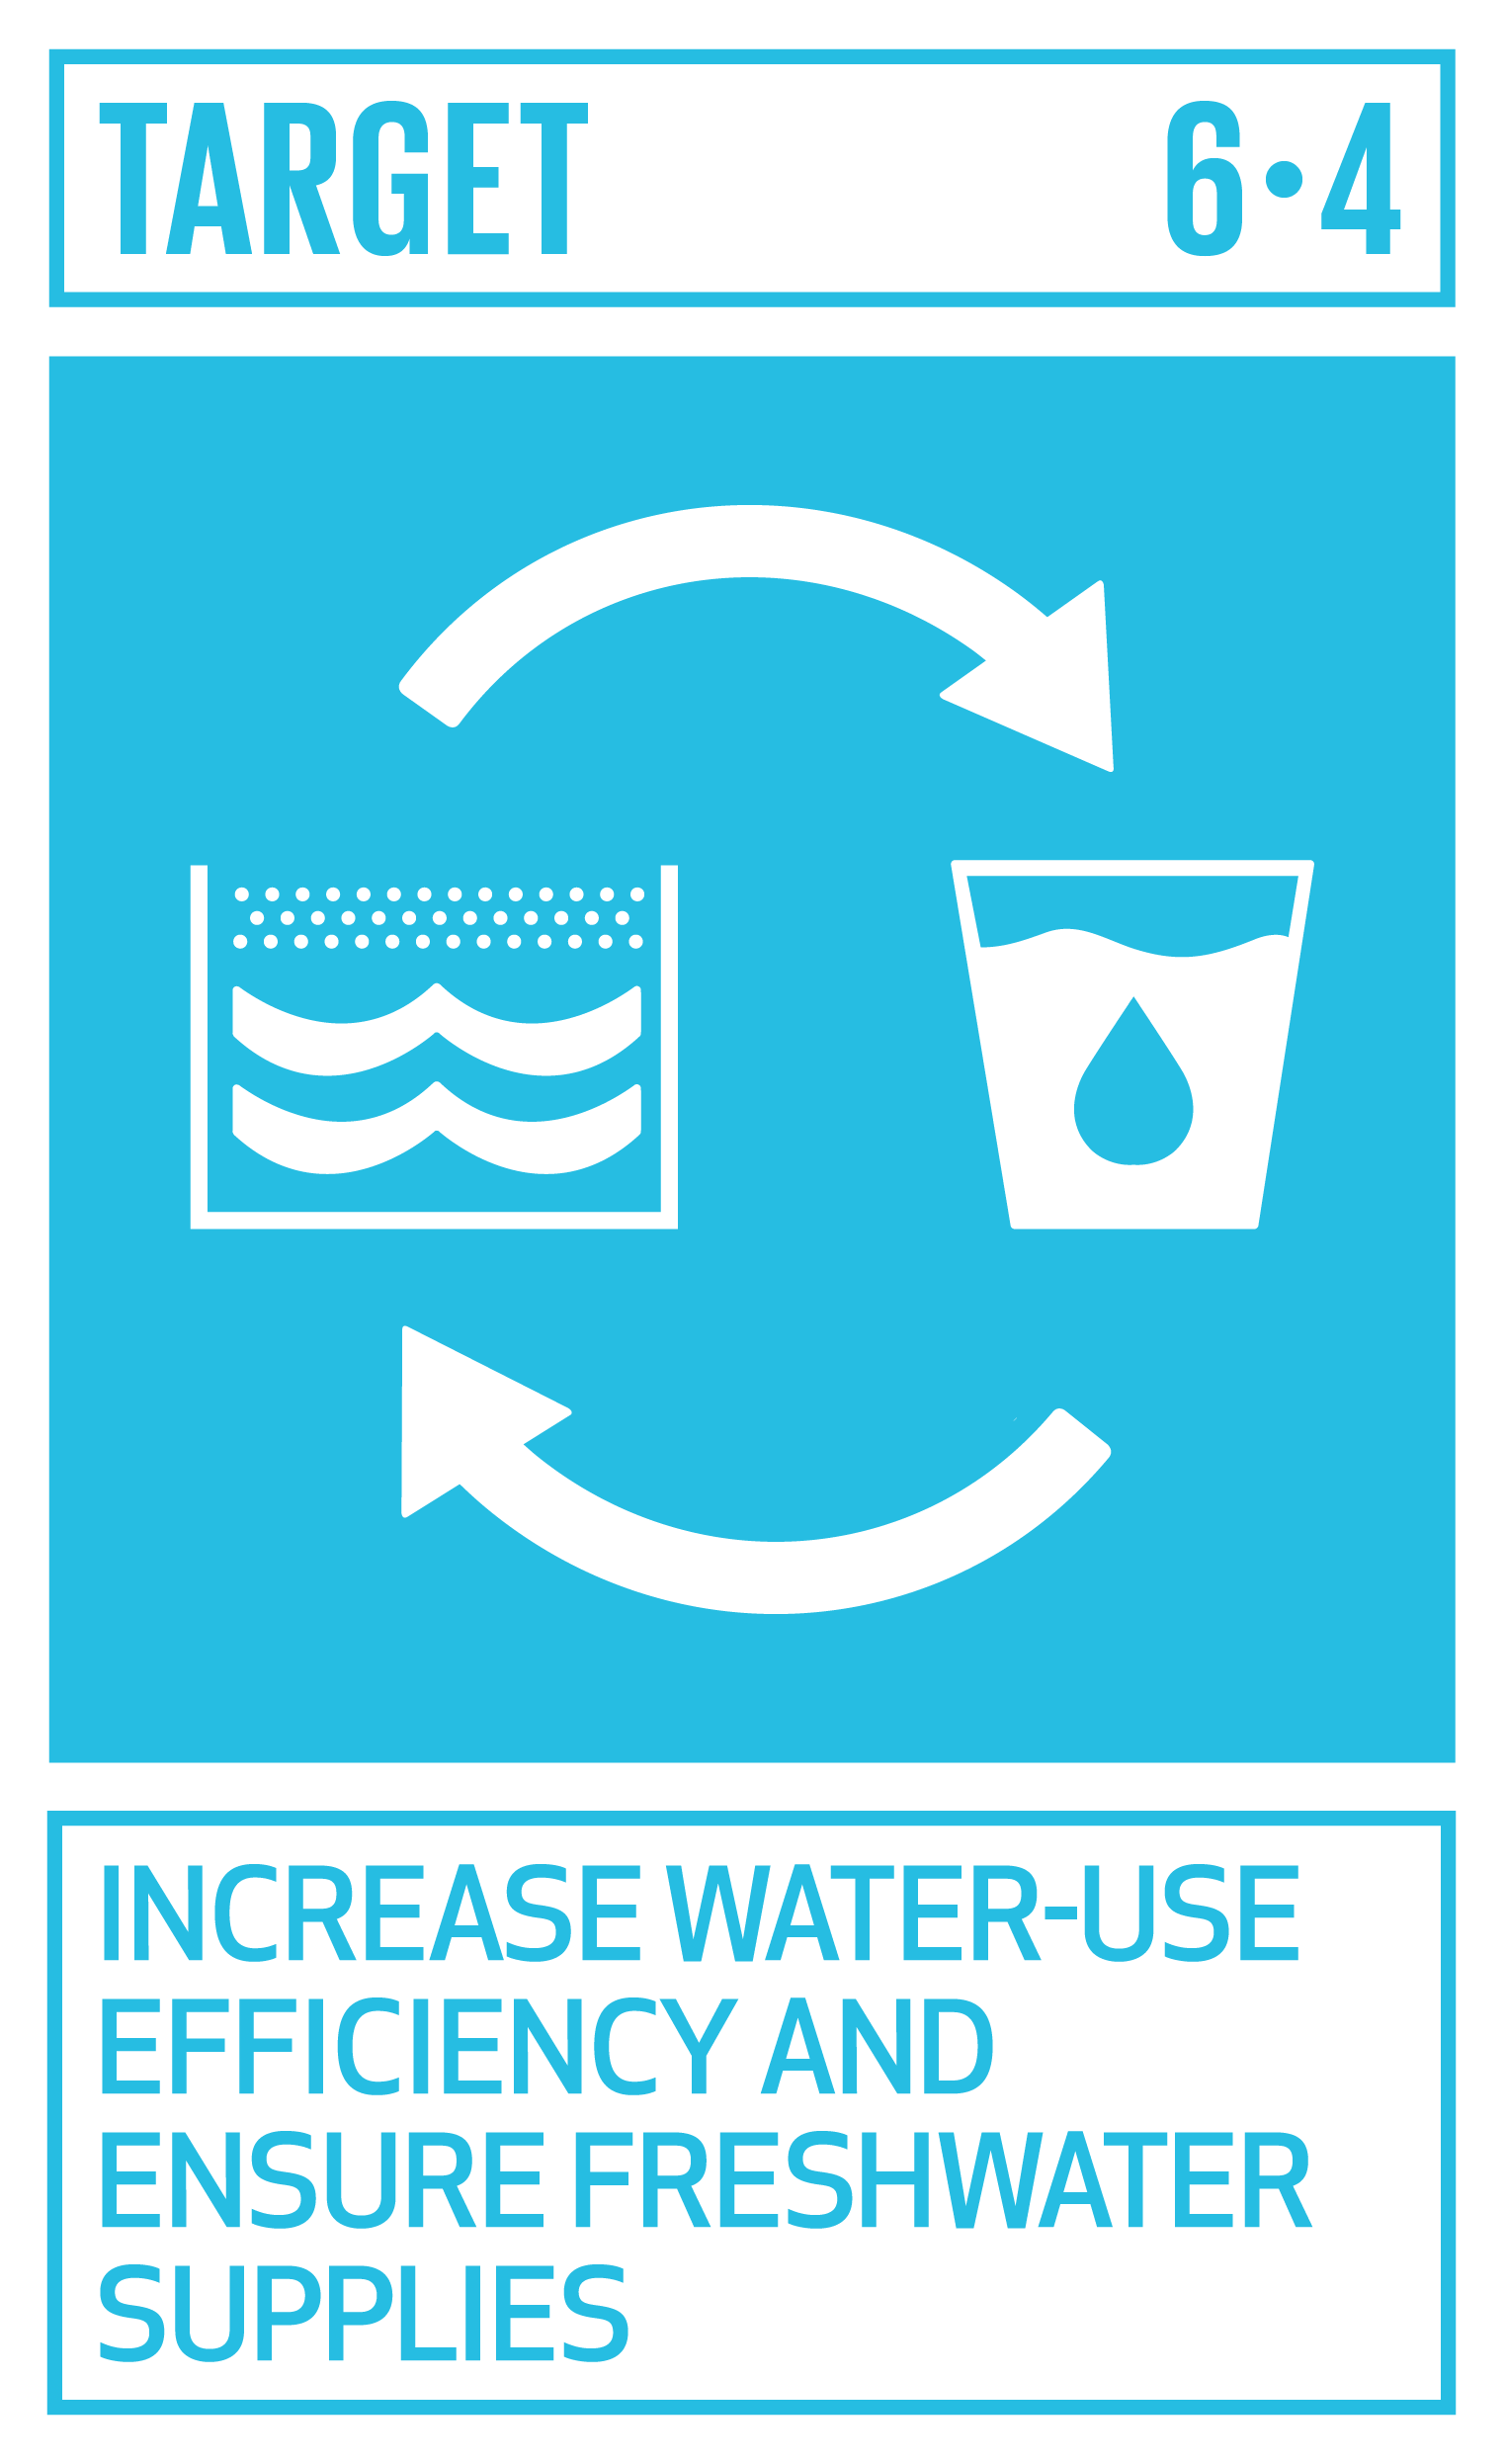 TARGET 6·4
INCREASE WATER-USE
EFFICIENCY AND
ENSURE FRESHWATER
SUPPLIES